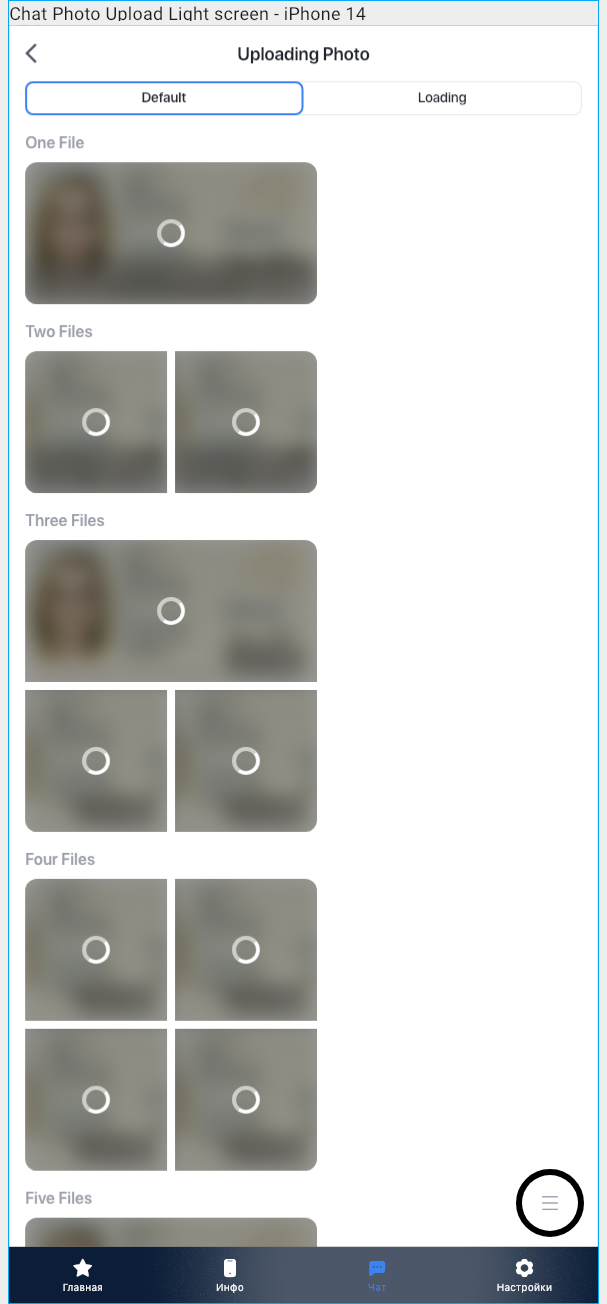 Chat Photo Upload Light screen - iPhone 14
Uploading Photo
Default
Loading
One File
Two Files
Three Files
Four Files
Five Files
Главная
Инфо
Чат
Настройки